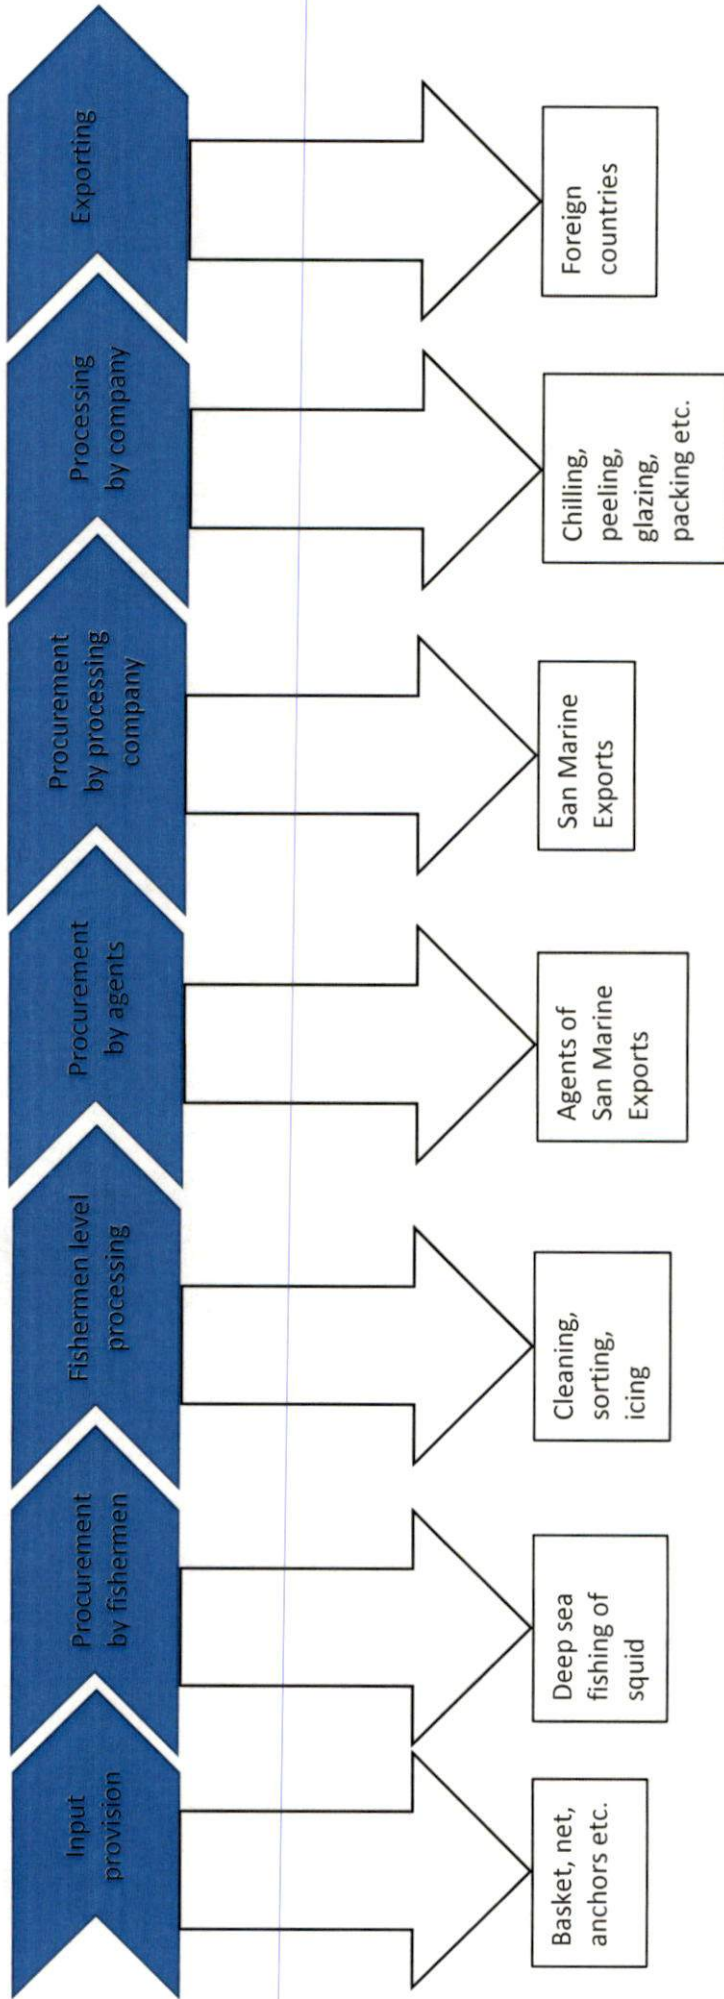 Input
provision
Procurement
by fishermen
Fishermen level
processing
Procurement
by agents
Procurement
by processing
company
Processing
by company
Exporting
Basket, net,
anchors etc.
Deep sea
fishing of
squid
Cleaning,
sorting,
icing
Agents of
San Marine
Exports
San Marine
Exports
Chilling,
peeling,
glazing,
packing etc.
Foreign
countries